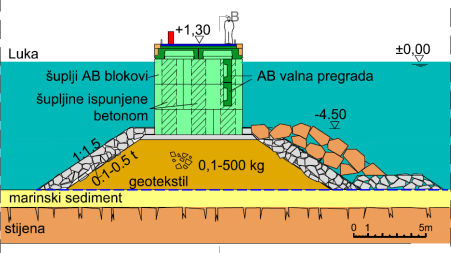 B
+1,30
Luka
±0,00
šuplji AB blokovi
AB valna pregrada
šupljine ispunjene
betonom
-4.50
1:1.5
0.1-0.5 t
0,1-500 kg
geotekstil
marinski sediment
stijena
0 1 5m